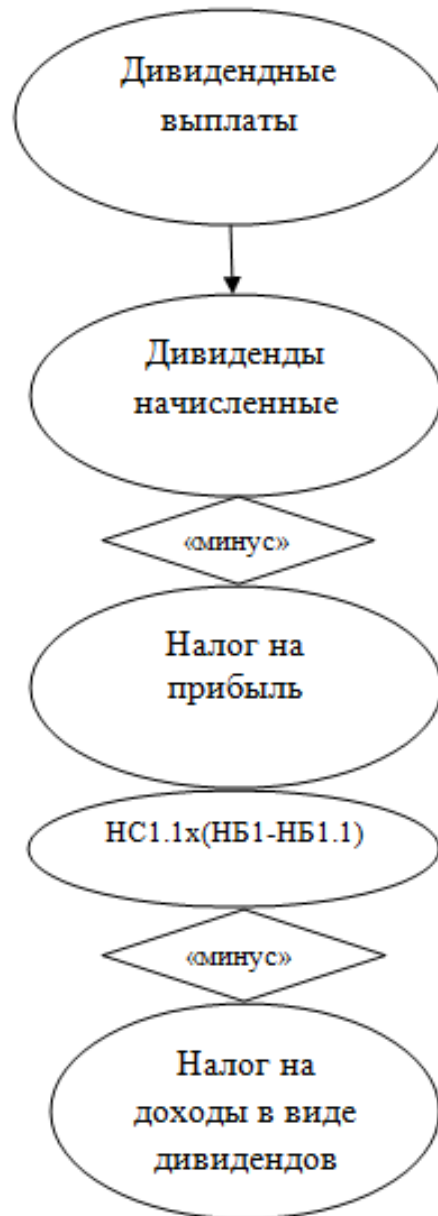 Дивидендные
выплаты
Дивиденды
начисленные
«минус»
Налог на
прибыль
НС1.1х(НБ1-НБ1.1)
«минус»
Налог на
доходы в виде
дивидендов